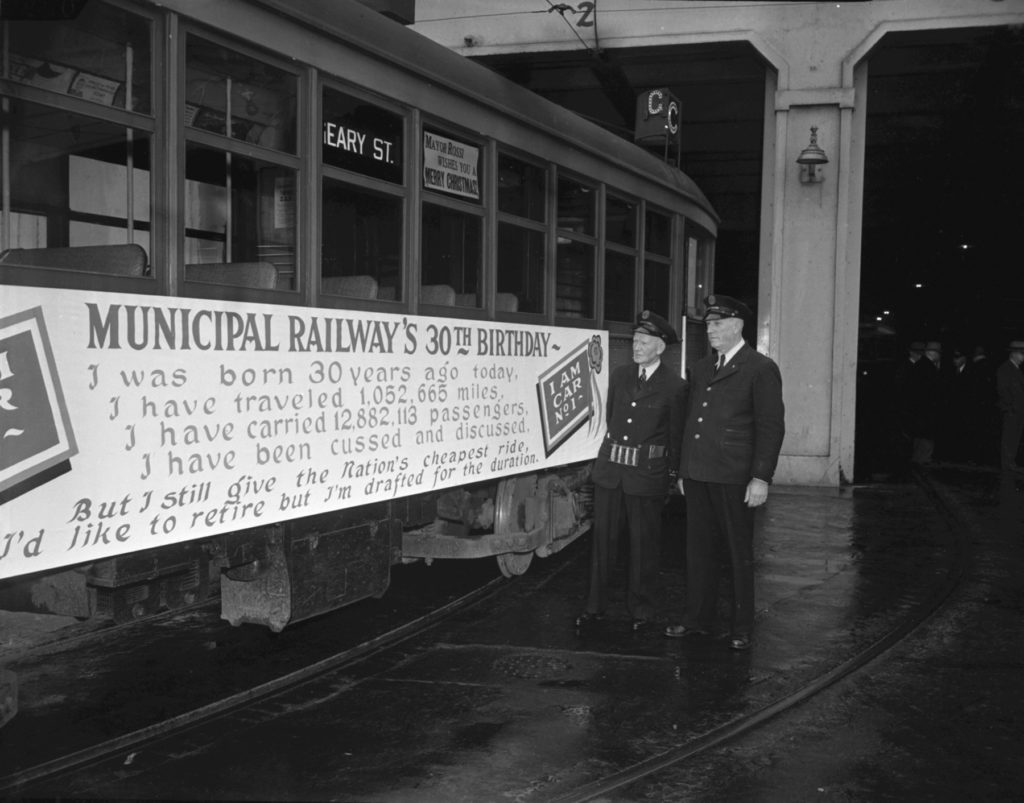 2
C C
EARY ST.
MAYOR ROSSI
WISHES YOU A
MERRY CHRISTMAS
MUNICIPAL RAILWAY'S 30TH BIRTHDAY~
I was born 30 years ago today,
I have traveled 1,052,665 miles
I have carried 12,882,113 passengers,
I have been cussed and discussed,
But I still give the Nation's cheapest ride,
I'd like to retire but I'm drafted for the duration.
I AM
CAR
No 1~